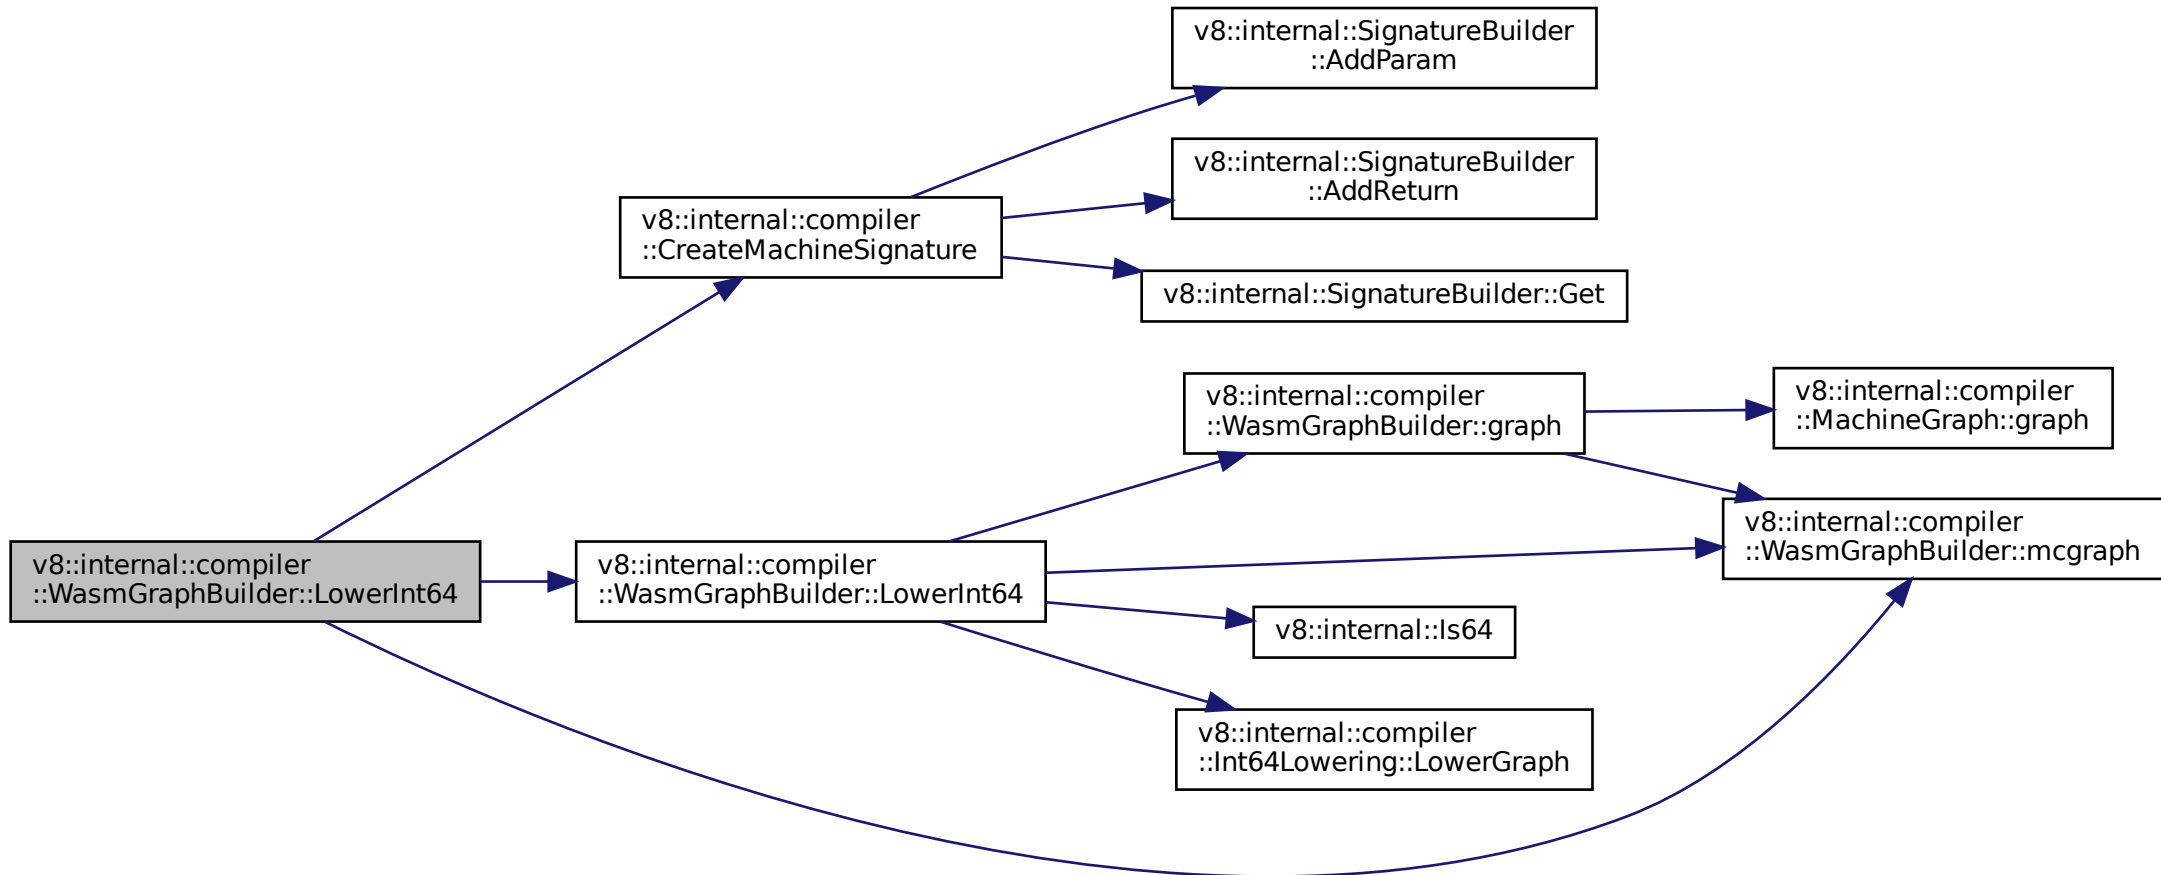 v8::internal::SignatureBuilder
::AddParam
v8::internal::SignatureBuilder
::AddReturn
v8::internal::compiler
::CreateMachineSignature
v8::internal::SignatureBuilder::Get
v8::internal::compiler
::WasmGraphBuilder::graph
v8::internal::compiler
::MachineGraph::graph
v8::internal::compiler
::WasmGraphBuilder::mcgraph
v8::internal::compiler
::WasmGraphBuilder::LowerInt64
v8::internal::compiler
::WasmGraphBuilder::LowerInt64
v8::internal::Is64
v8::internal::compiler
::Int64Lowering::LowerGraph